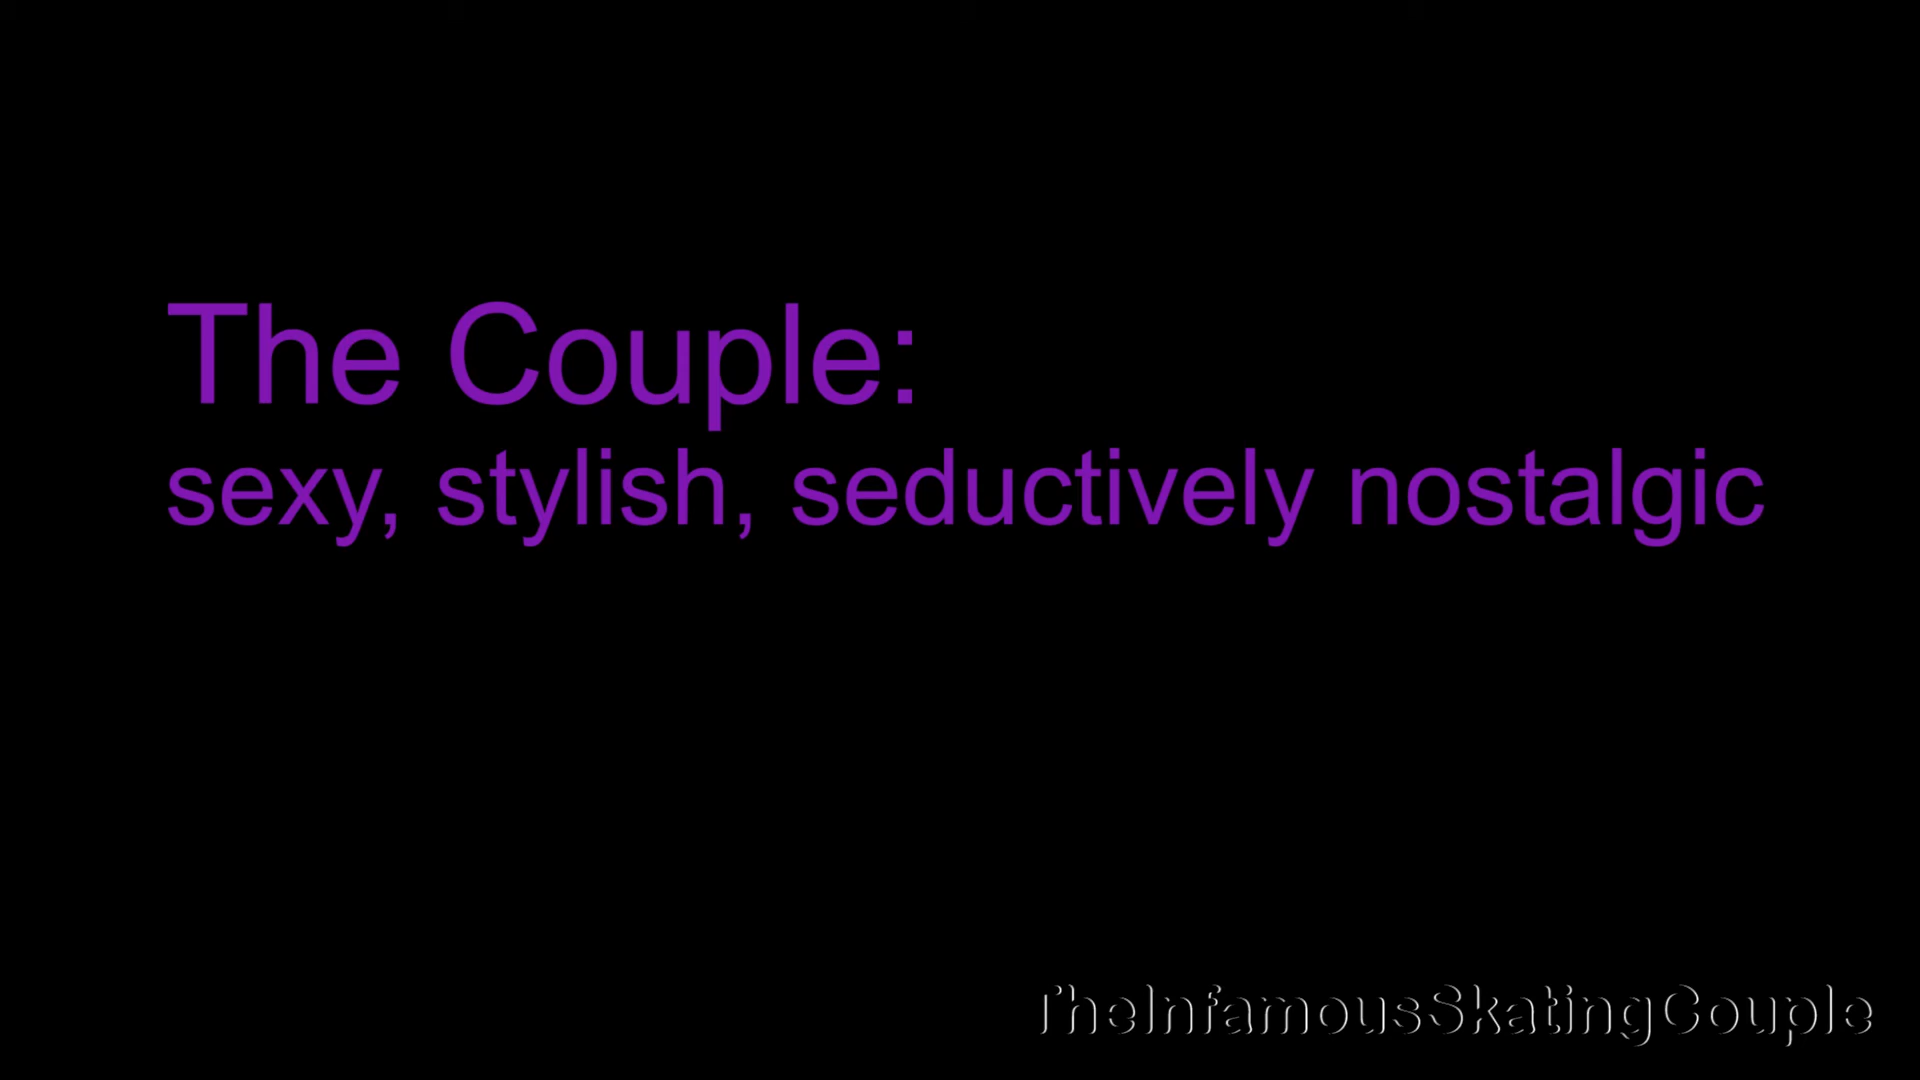 The Couple:
sexy, stylish, seductively nostalgic
TheInfamousSkatingCouple